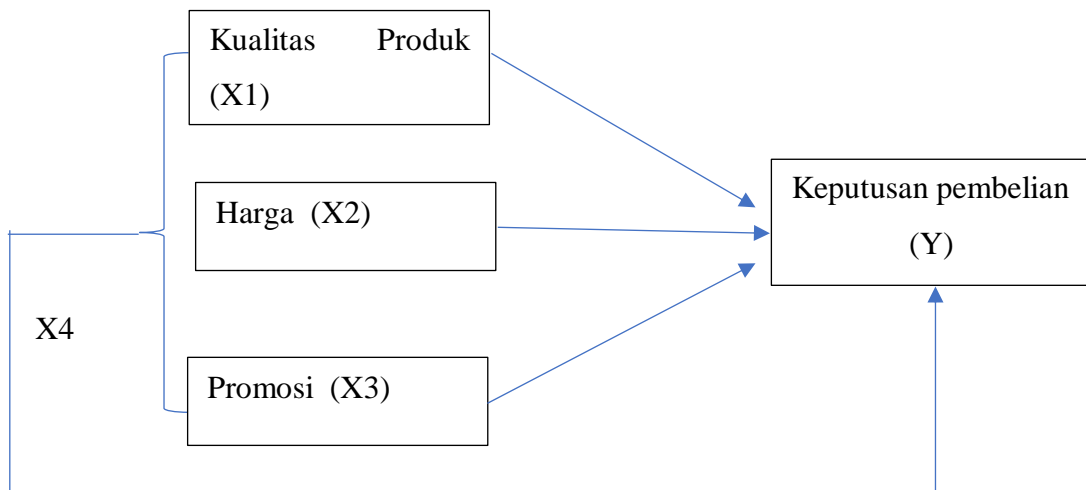 Kualitas Produk
(X1)
Keputusan pembelian
(Y)
Harga (X2)
X4
Promosi (X3)